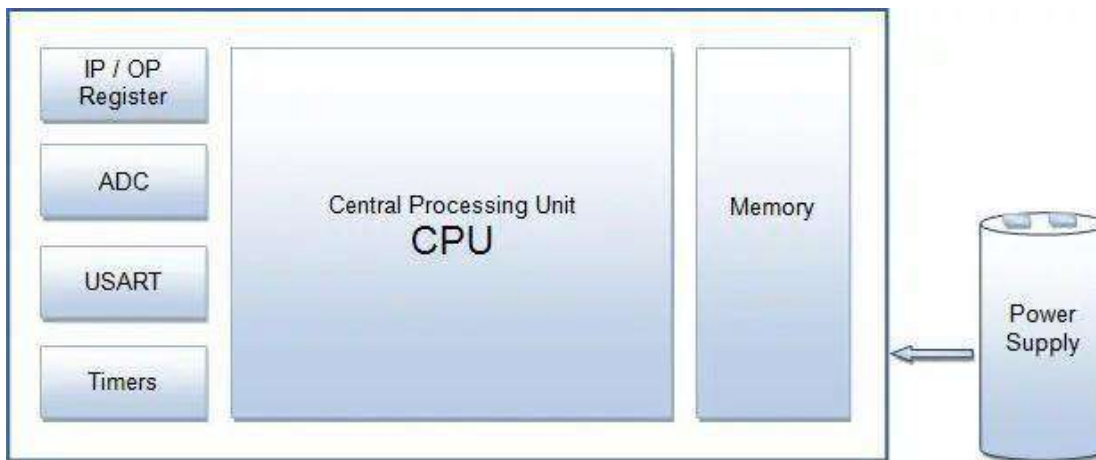 IP / OP
Register
ADC
USART
Timers
Central Processing Unit
CPU
Memory
Power
Supply